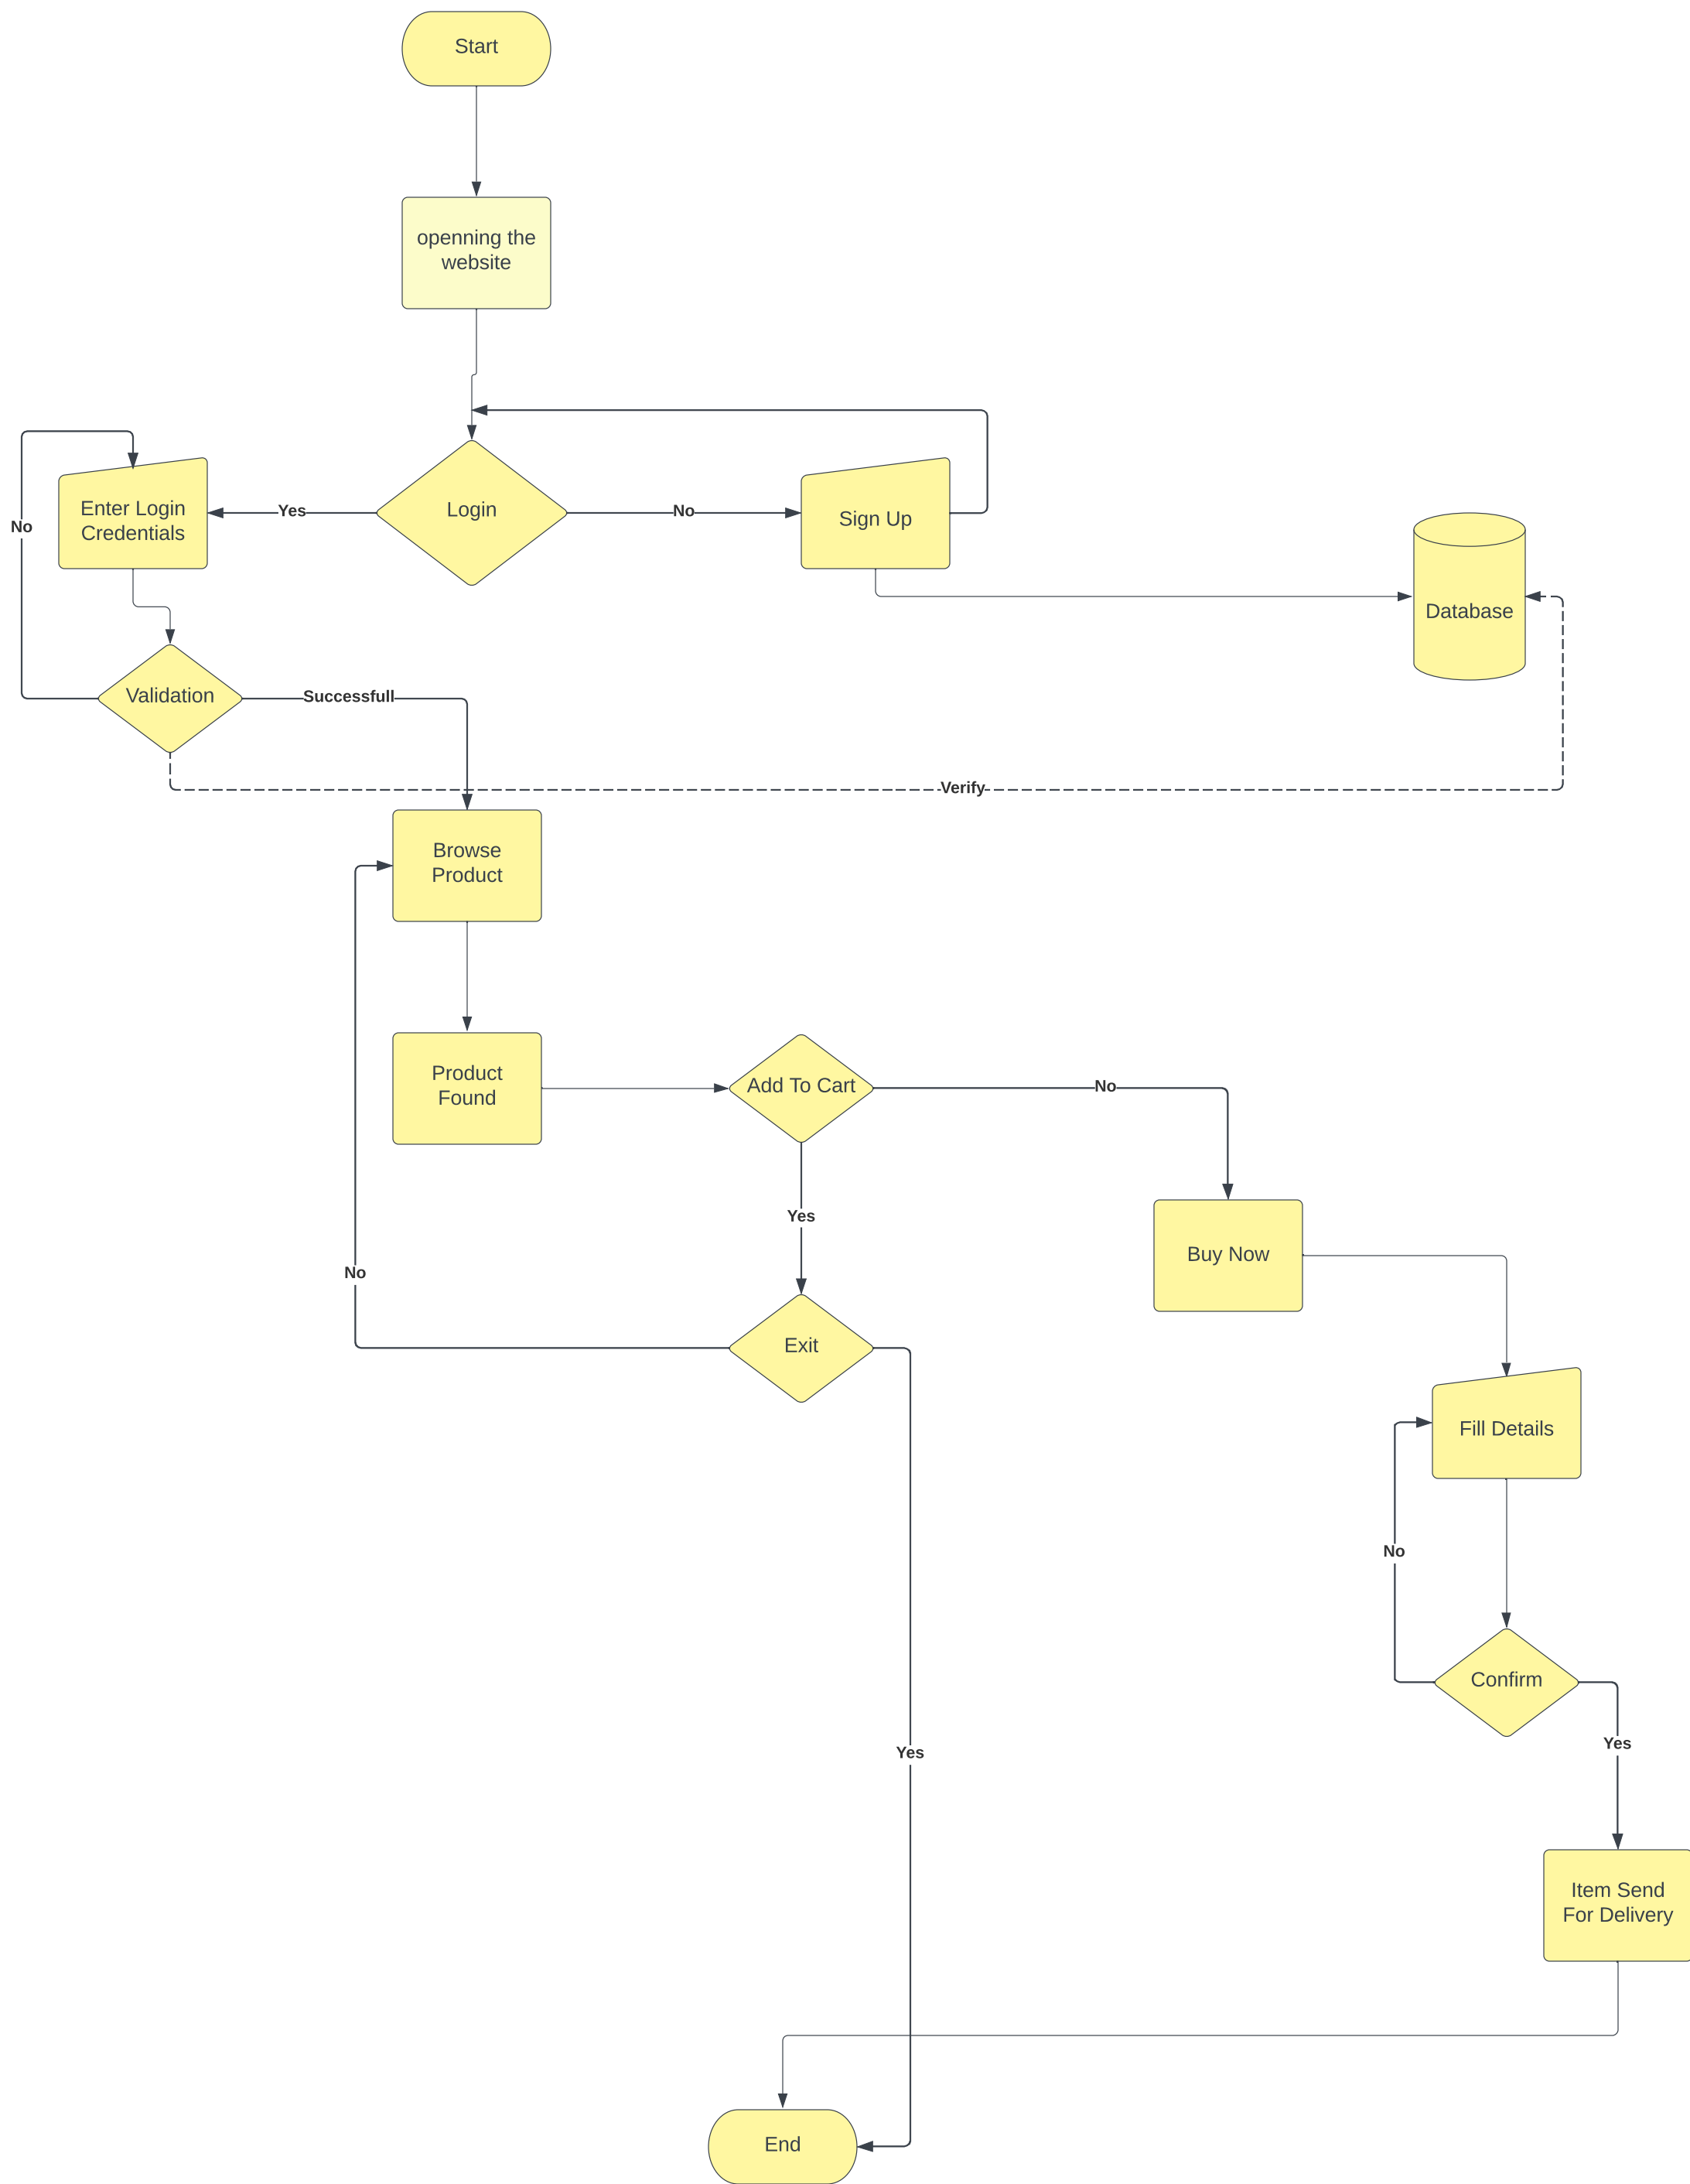 Start
openning the
website
Enter Login
Credentials
Yes
Login
No
Sign Up
No
Database
Validation
Successfull
Verify
Browse
Product
Product
Found
Add To Cart
No
Yes
Buy Now
No
Exit
Fill Details
No
Confirm
Yes
Yes
Item Send
For Delivery
End